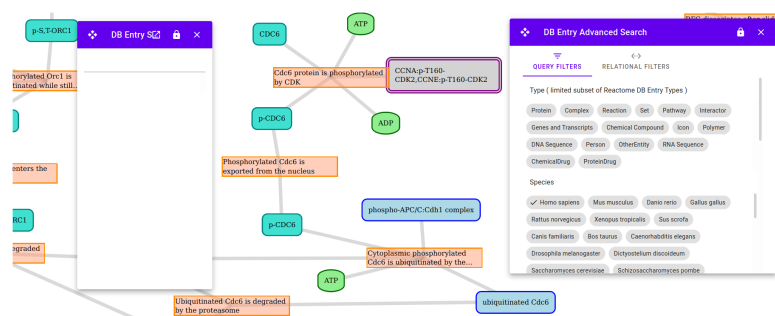 p-S,T-ORC1
DB Entry S
CDC6
ATP
DB Entry Advanced Search
QUERY FILTERS
RELATIONAL FILTERS
horylated Orc1 is
tinated while still...
Cdc6 protein is phosphorylated
by CDK
CCNA:p-T160-
CDK2,CCNE:p-T160-CDK2
Type ( limited subset of Reactome DB Entry Types )
Protein Complex Reaction Set Pathway Interactor
Genes and Transcripts Chemical Compound Icon Polymer
DNA Sequence Person OtherEntity RNA Sequence
ChemicalDrug ProteinDrug
p-CDC6
ADP
enters the
Phosphorylated Cdc6 is
exported from the nucleus
Species
Homo sapiens Mus musculus Danio rerio Gallus gallus
Rattus norvegicus Xenopus tropicalis Sus scrofa
Canis familiaris Bos taurus Caenorhabditis elegans
Drosophila melanogaster Dictyostelium discoideum
Saccharomyces cerevisiae Schizosaccharomyces pombe
RC1
phospho-APC/C:Cdh1 complex
p-CDC6
egraded
Cytoplasmic phosphorylated
Cdc6 is ubiquitinated by the...
ATP
Ubiquitinated Cdc6 is degraded
by the proteasome
ubiquitinated Cdc6